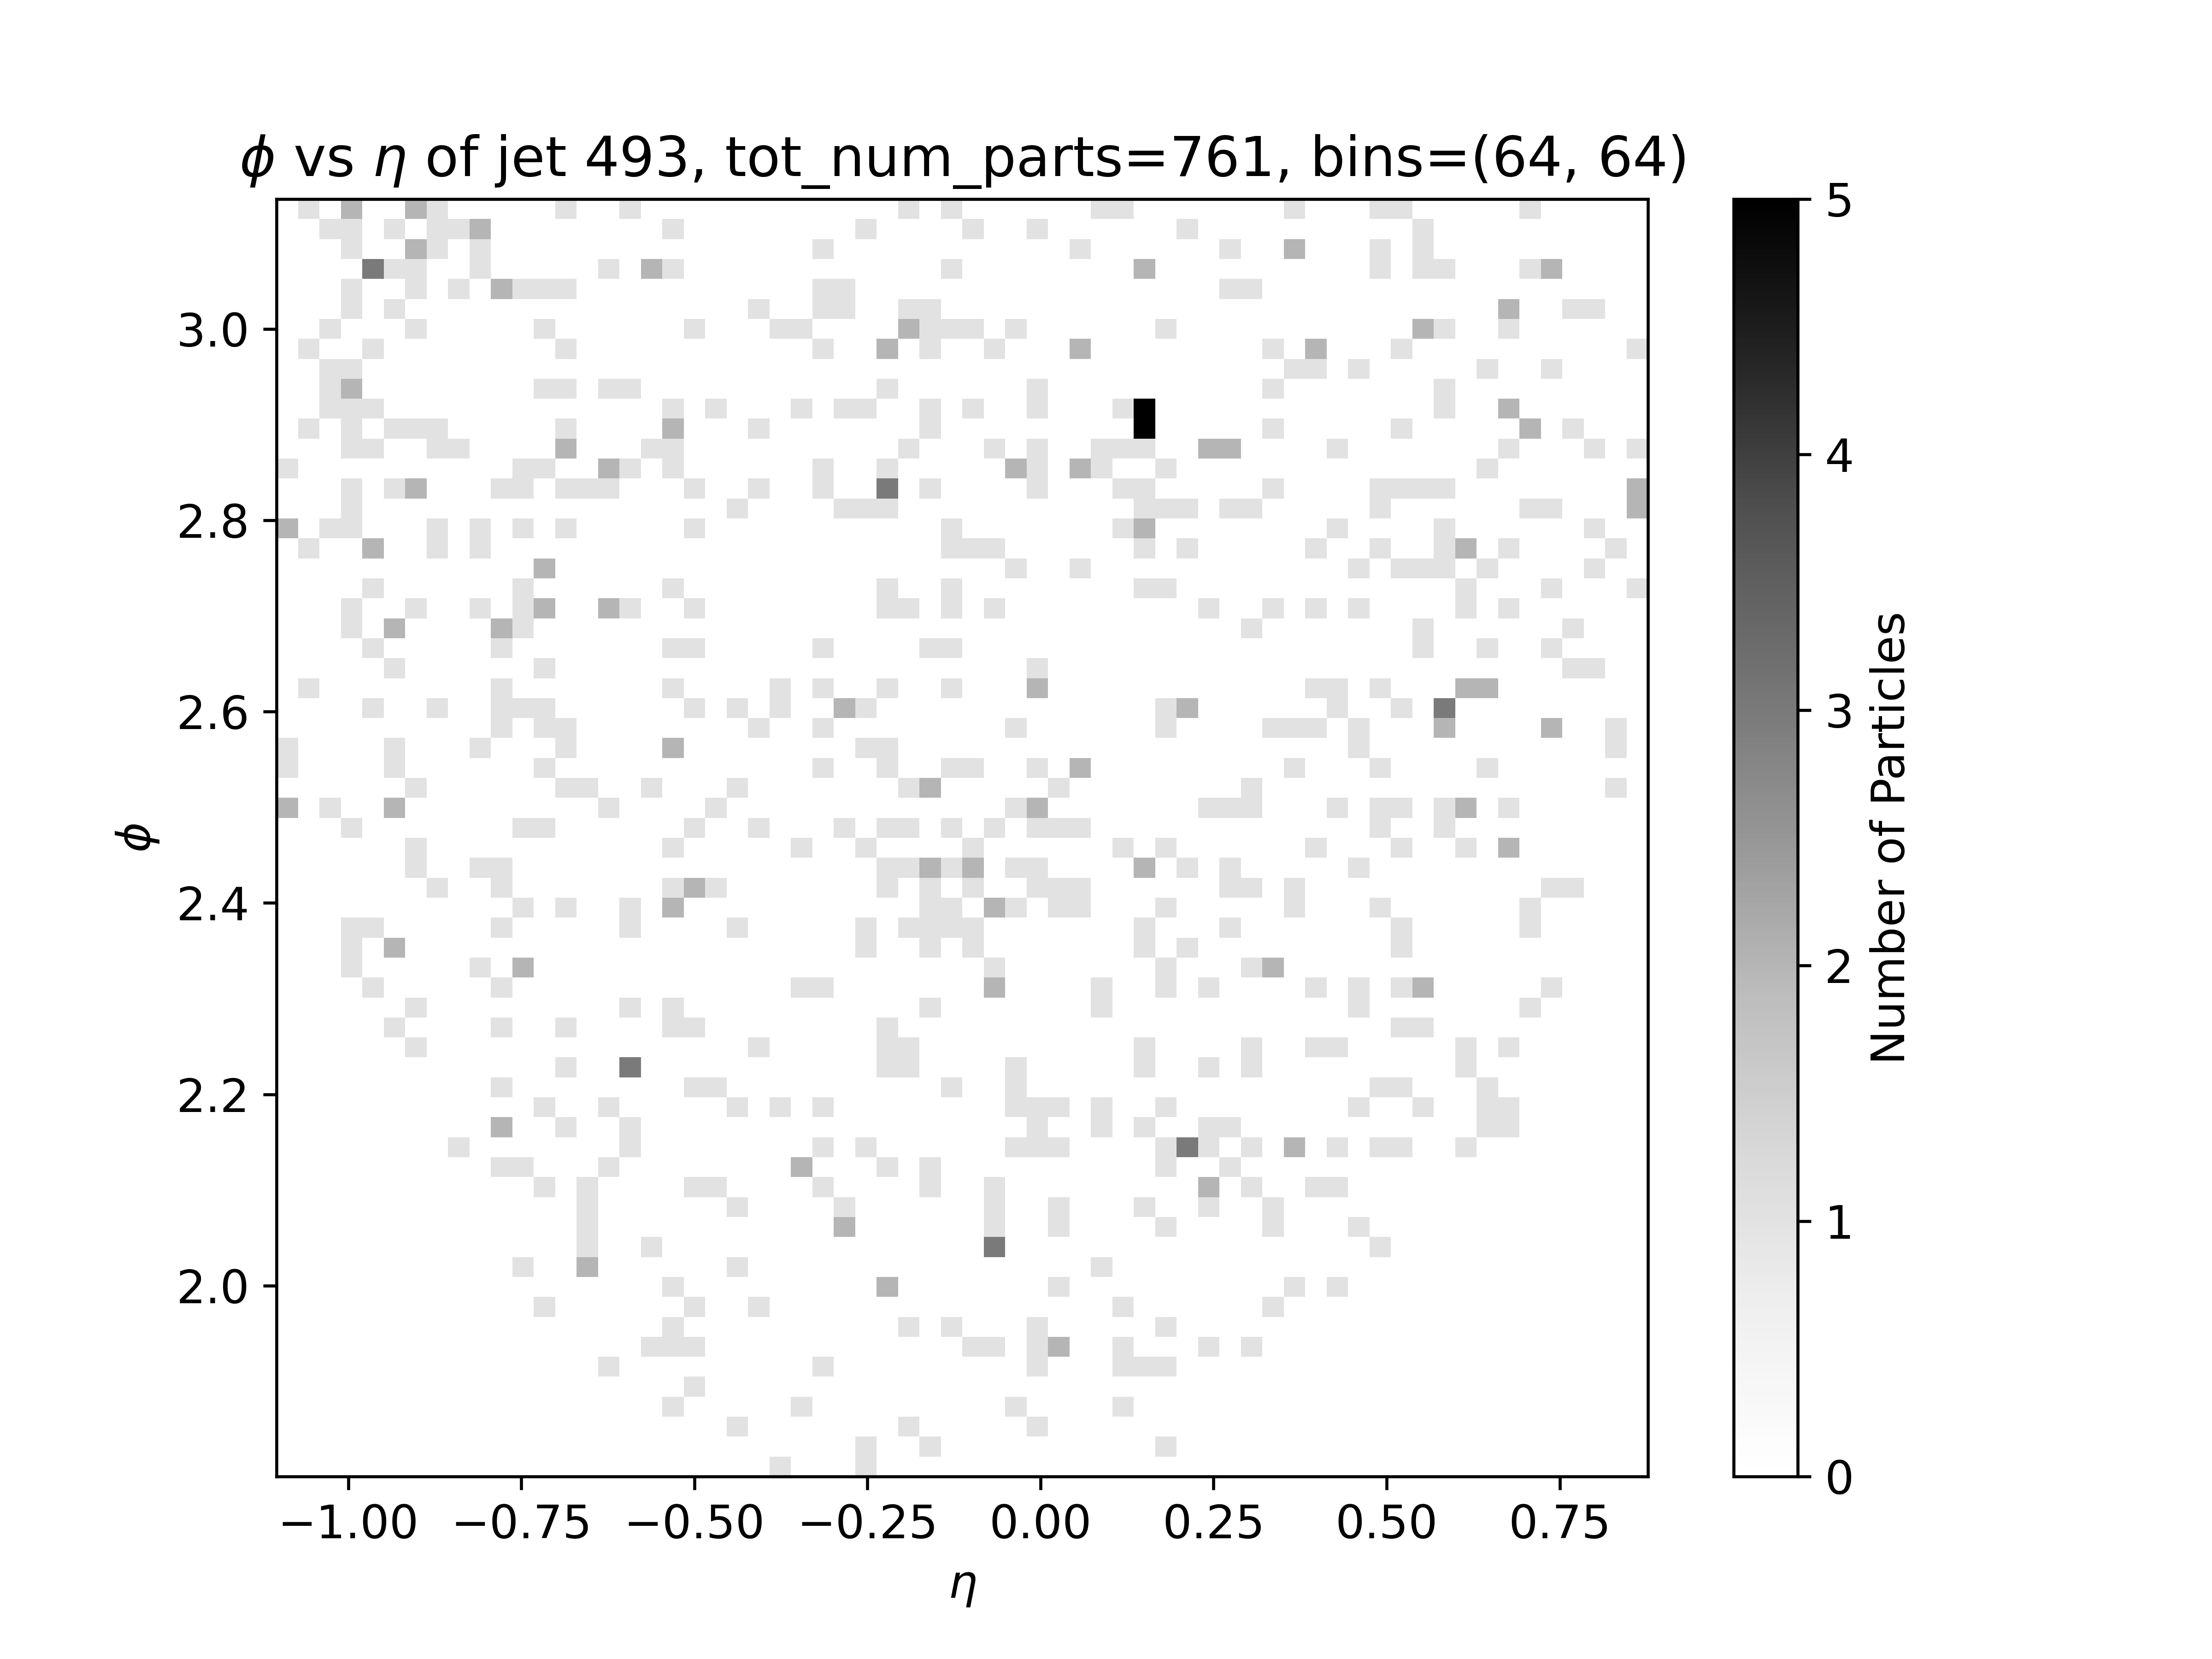 ϕ vs η of jet 493, tot_num_parts=761, bins=(64, 64)
3.0
2.8
2.6
2.4
2.2
2.0
ϕ
−1.00 −0.75 −0.50 −0.25 0.00 0.25 0.50 0.75
η
5
4
3
2
1
0
Number of Particles